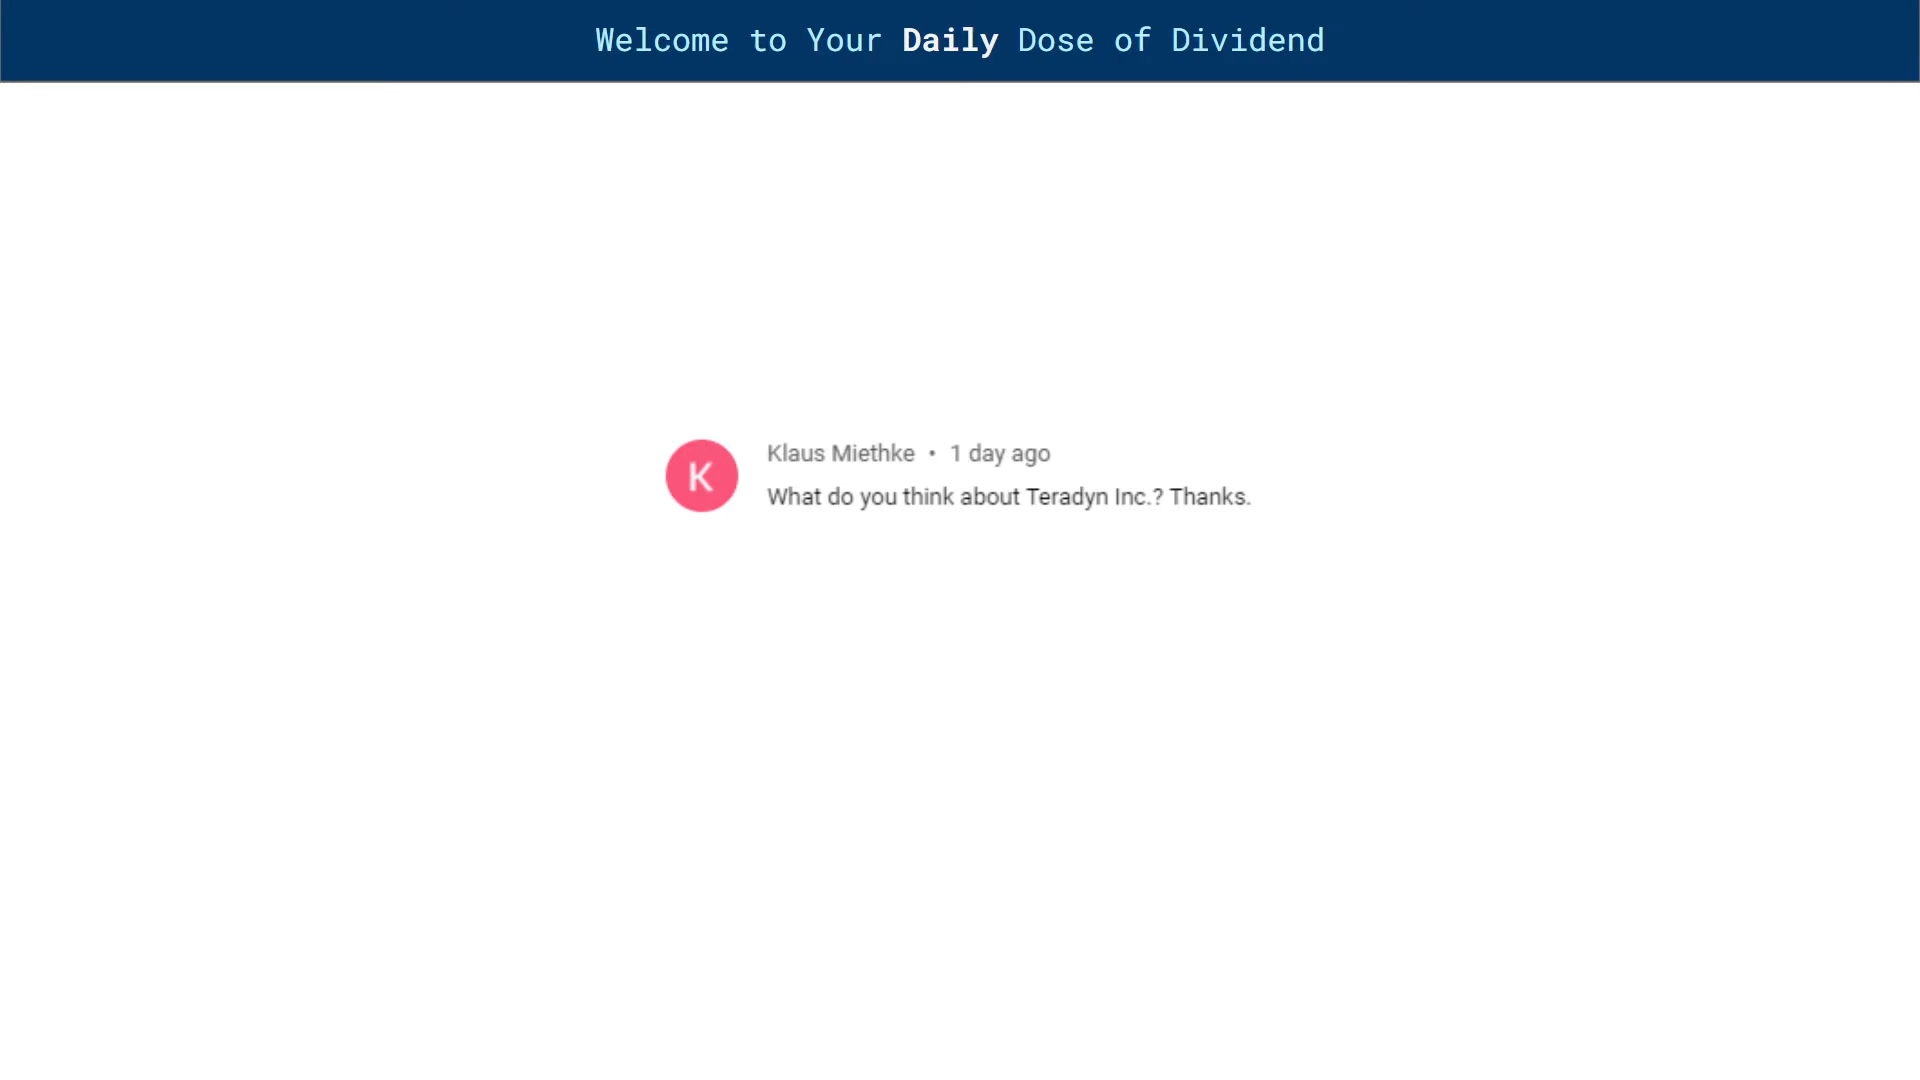 Welcome to Your Daily Dose of Dividend
K
Klaus Miethke • 1 day ago
What do you think about Teradyn Inc.? Thanks.